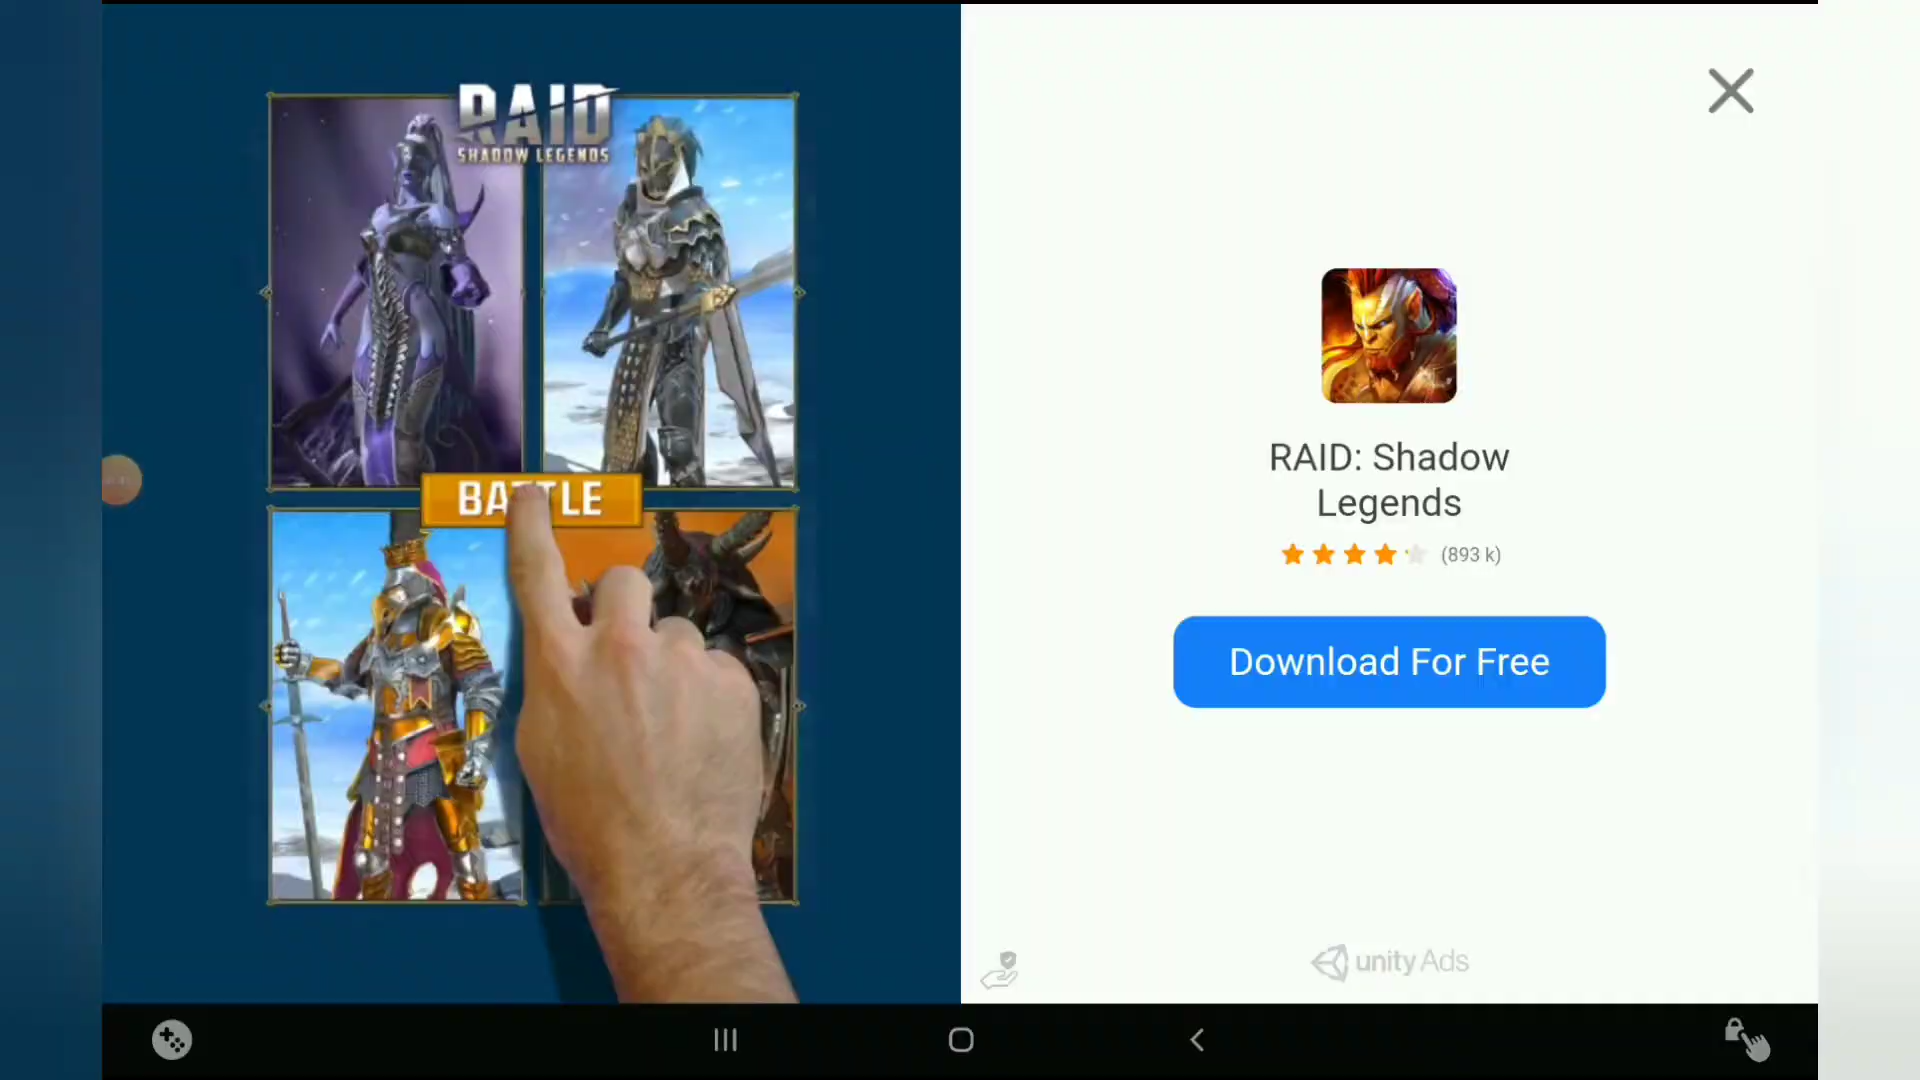 RAID
SHADOW LEGENDS
BATTLE
RAID: Shadow
Legends
(893 k)
Download For Free
unity Ads